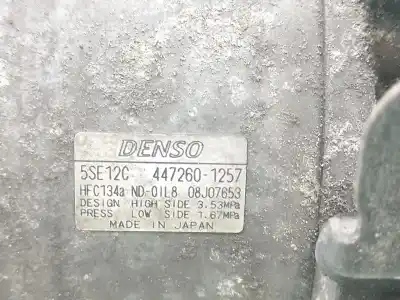 DENSO
5SE12C 447260-1257
HFC134a ND-OIL8 08J07653
DESIGN HIGH SIDE 3.53MPa
PRESS LOW SIDE 1.67MPa
MADE IN JAPAN